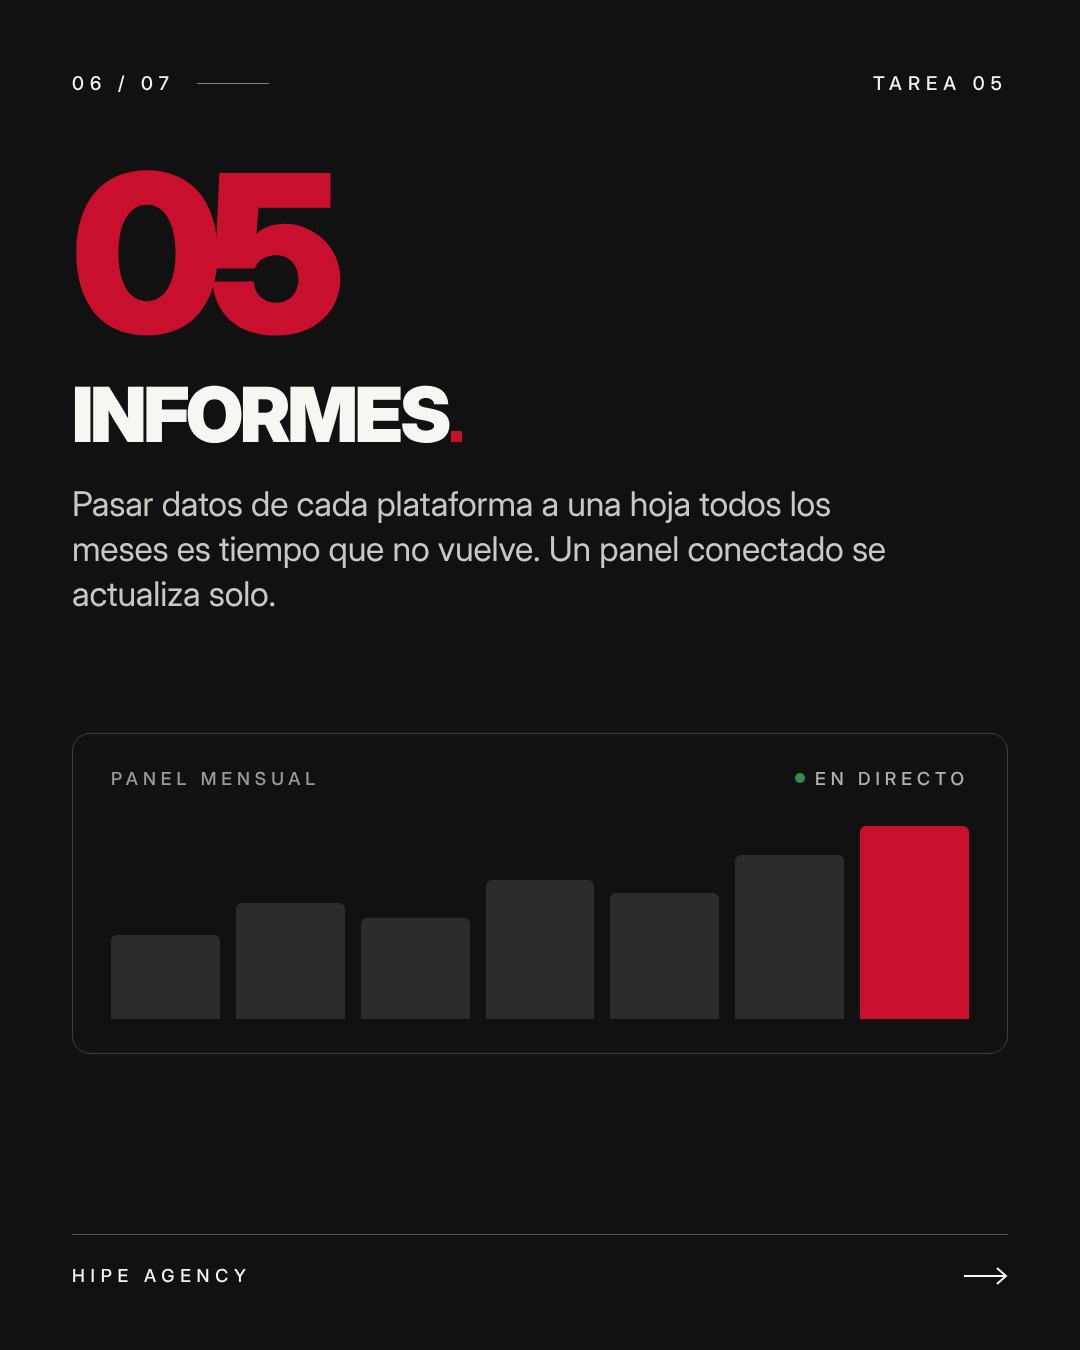 06 / 07
TAREA 05
05
INFORMES.
Pasar datos de cada plataforma a una hoja todos los
meses es tiempo que no vuelve. Un panel conectado se
actualiza solo.
PANEL MENSUAL
EN DIRECTO
HIPE AGENCY